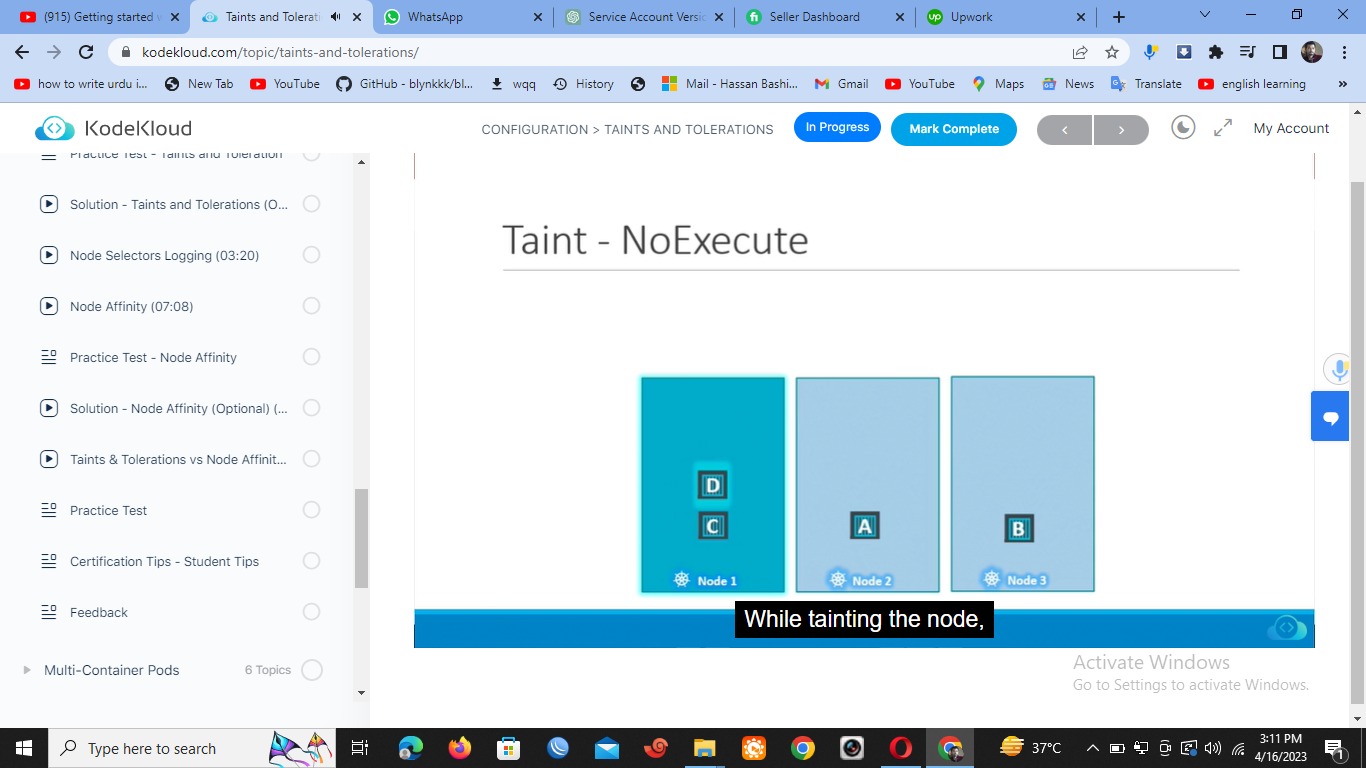 (915) Getting started v
Taints and Tolerati
WhatsApp
Service Account Versic
Seller Dashboard
up
Upwork
kodekloud.com/topic/taints-and-tolerations/
how to write urdu i...
New Tab
YouTube
GitHub - blynkkk/bl...
wqq
History
Mail - Hassan Bashi...
Gmail
YouTube
Maps
News
Translate
english learning
»
KodeKloud
CONFIGURATION > TAINTS AND TOLERATIONS
In Progress
Mark Complete
My Account
Practice Test - Taints and Toleration
Solution - Taints and Tolerations (O...
Node Selectors Logging (03:20)
Node Affinity (07:08)
Practice Test - Node Affinity
Solution - Node Affinity (Optional) (...
Taints & Tolerations vs Node Affinit...
Practice Test
Certification Tips - Student Tips
Feedback
Multi-Container Pods
6 Topics
Taint - NoExecute
D
C
A
B
Node 1
Node 2
Node 3
While tainting the node,
Activate Windows
Go to Settings to activate Windows.
Type here to search
37°C
3:11 PM
4/16/2023
1